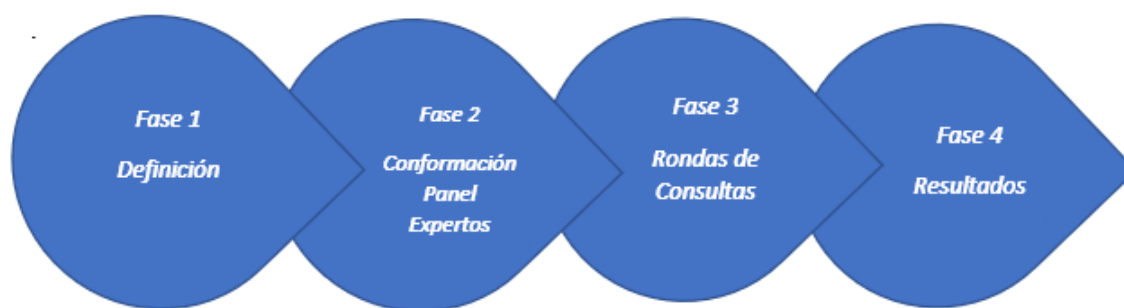 Fase 1
Definición
Fase 2
Conformación
Panel
Expertos
Fase 3
Rondas de
Consultas
Fase 4
Resultados